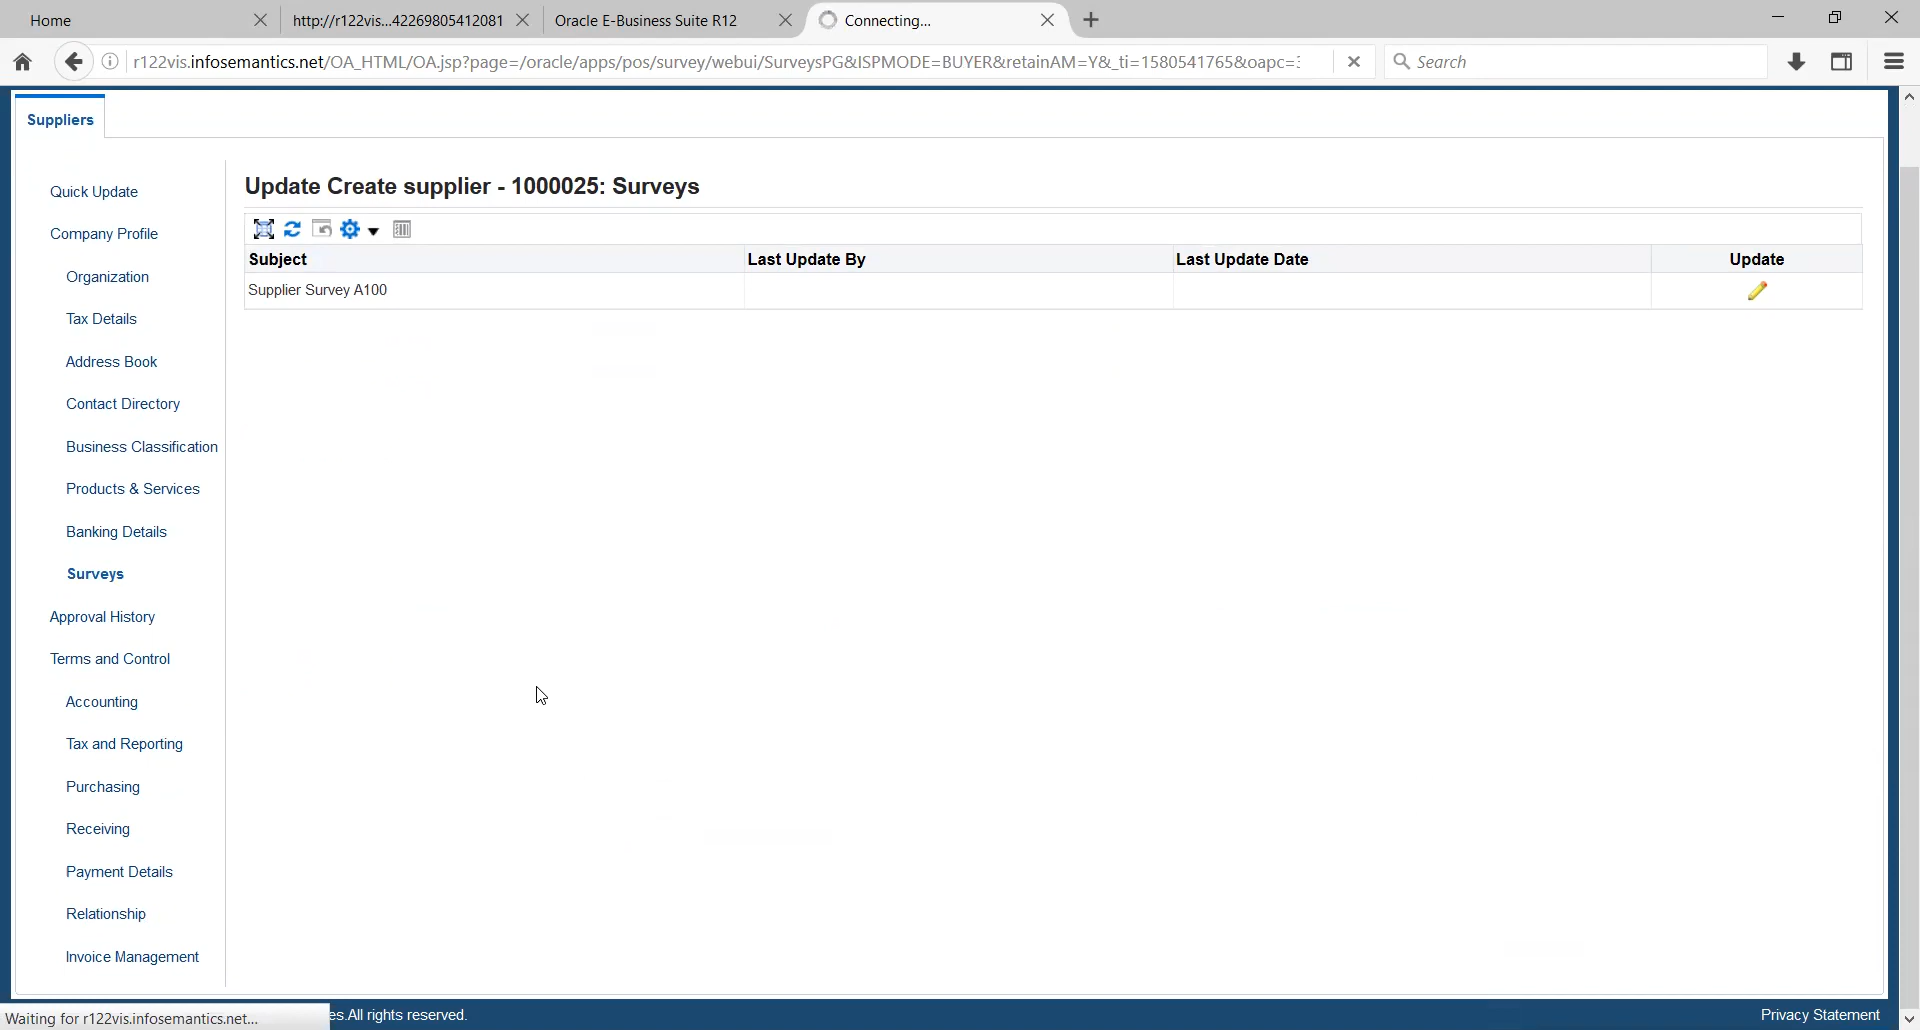 Home
http://r122vis...42269805412081
Oracle E-Business Suite R12
Connecting...
r122vis.infosemantics.net/OA_HTML/OA.jsp?page=/oracle/apps/pos/survey/webui/SurveysPG&ISPMODE=BUYER&retainAM=Y&_ti=1580541765&oapc=3
Search
Suppliers
Quick Update
Company Profile
Organization
Tax Details
Address Book
Contact Directory
Business Classification
Products & Services
Banking Details
Surveys
Approval History
Terms and Control
Accounting
Tax and Reporting
Purchasing
Receiving
Payment Details
Relationship
Invoice Management
Update Create supplier - 1000025: Surveys
Subject Last Update By Last Update Date Update
Supplier Survey A100
Waiting for r122vis.infosemantics.net...
es.All rights reserved.
Privacy Statement